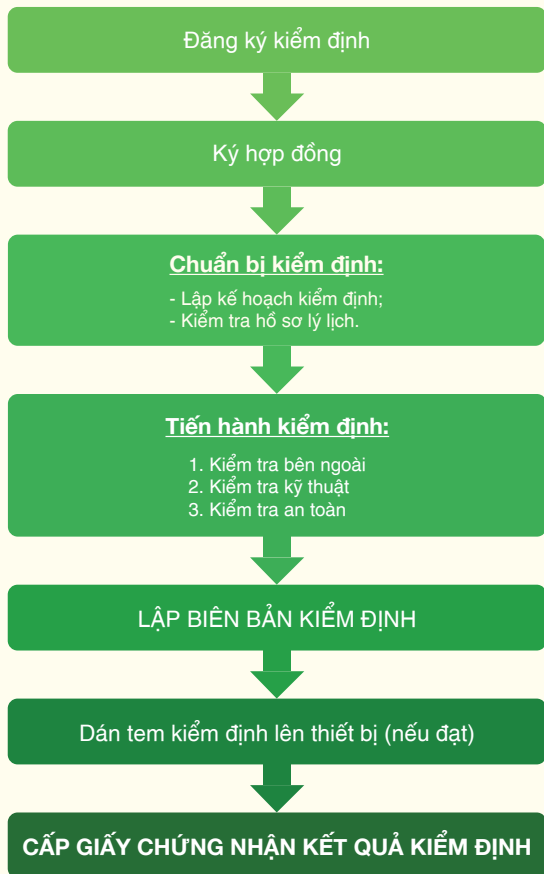 Đăng ký kiểm định
Ký hợp đồng
Chuẩn bị kiểm định:
- Lập kế hoạch kiểm định;
- Kiểm tra hồ sơ lý lịch.
Tiến hành kiểm định:
1. Kiểm tra bên ngoài
2. Kiểm tra kỹ thuật
3. Kiểm tra an toàn
LẬP BIÊN BẢN KIỂM ĐỊNH
Dán tem kiểm định lên thiết bị (nếu đạt)
CẤP GIẤY CHỨNG NHẬN KẾT QUẢ KIỂM ĐỊNH